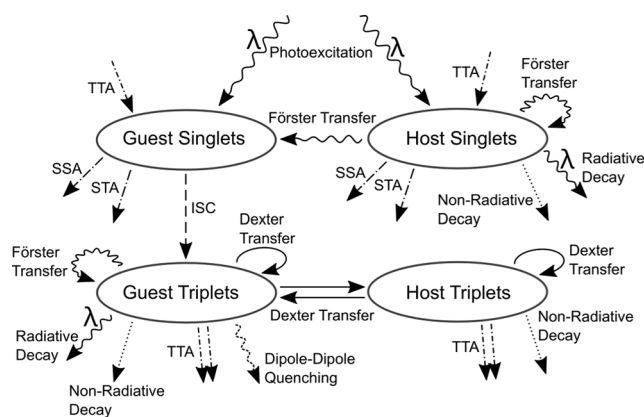 λ
λ
Photoexcitation
TTA
TTA
Förster
Transfer
Förster Transfer
Guest Singlets
Host Singlets
SSA
STA
SSA
STA
λ
Radiative
Decay
Non-Radiative
Decay
ISC
Förster
Transfer
Dexter
Transfer
Dexter
Transfer
Guest Triplets
Host Triplets
Dexter Transfer
λ
Radiative
Decay
Non-Radiative
Decay
TTA
Dipole-Dipole
Quenching
TTA
Non-Radiative
Decay